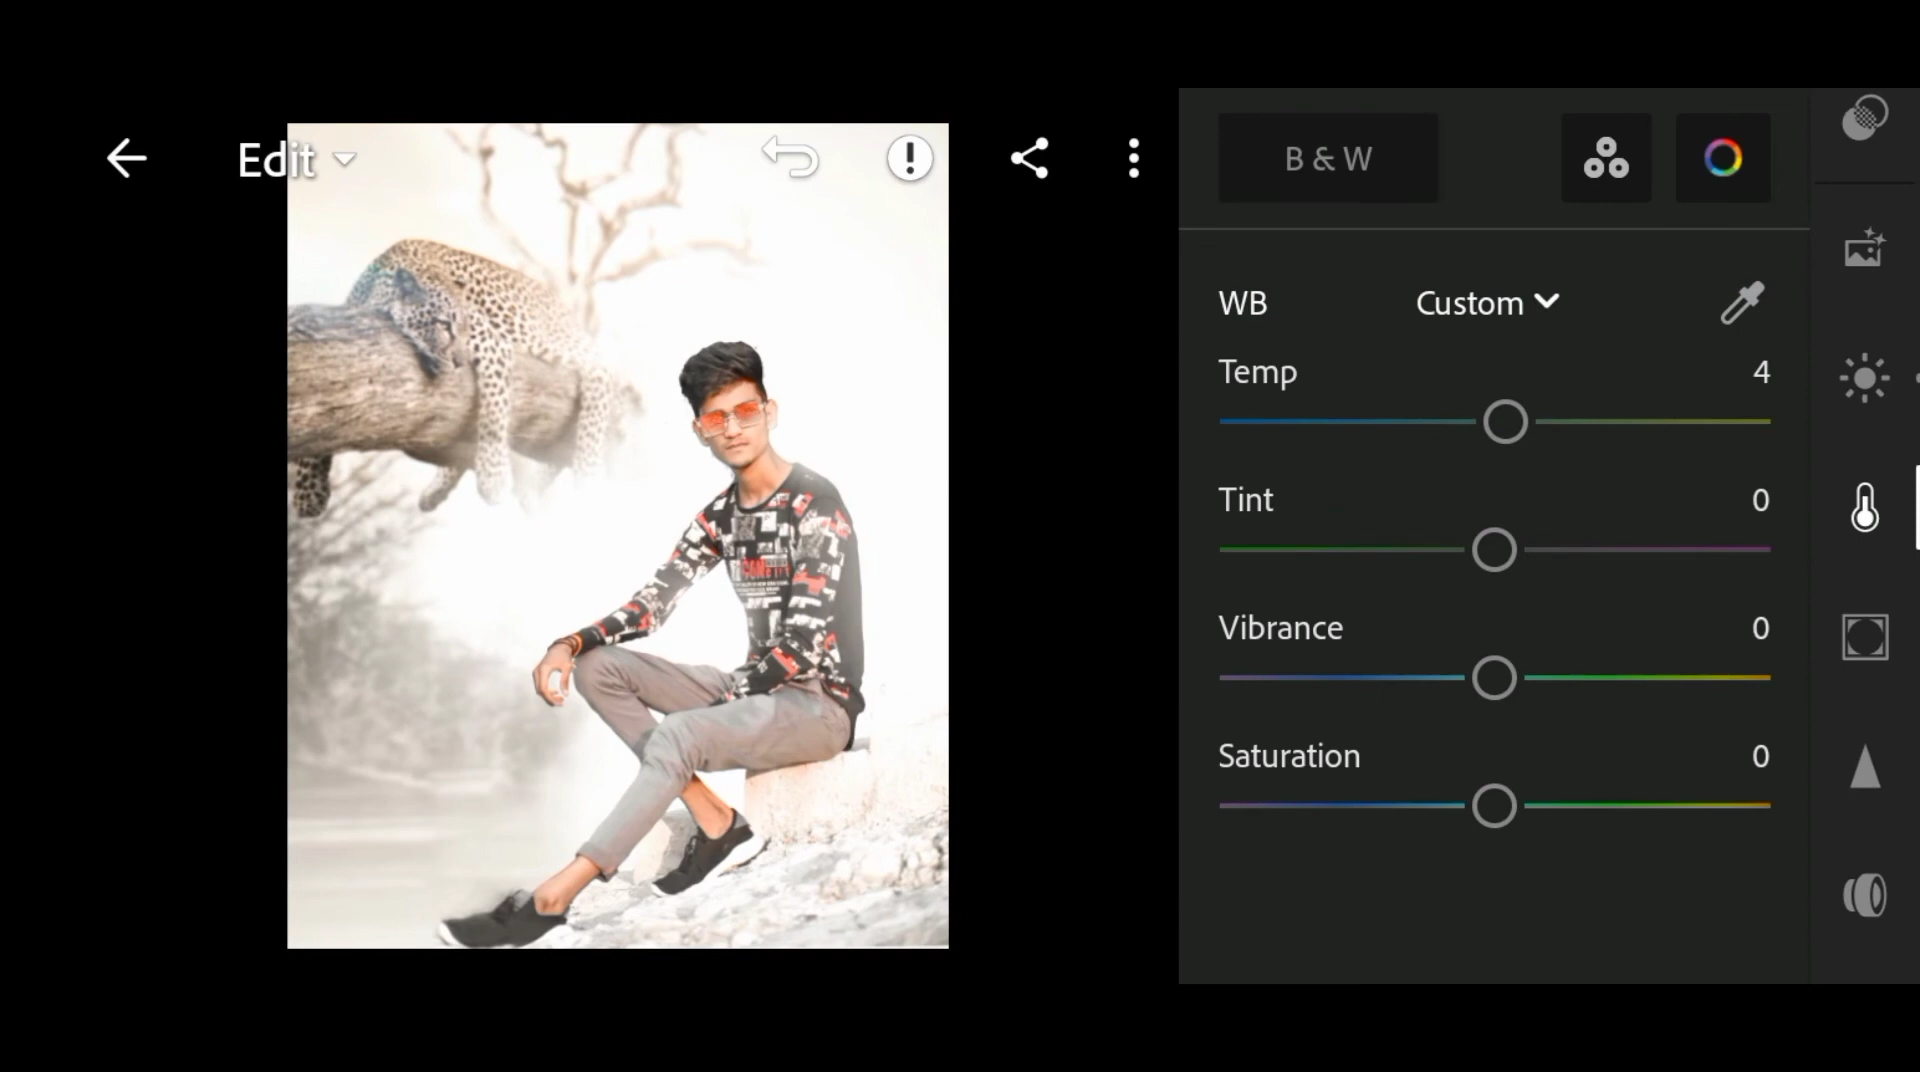 Edit
B & W
WB Custom
Temp 4
Tint 0
Vibrance 0
Saturation 0